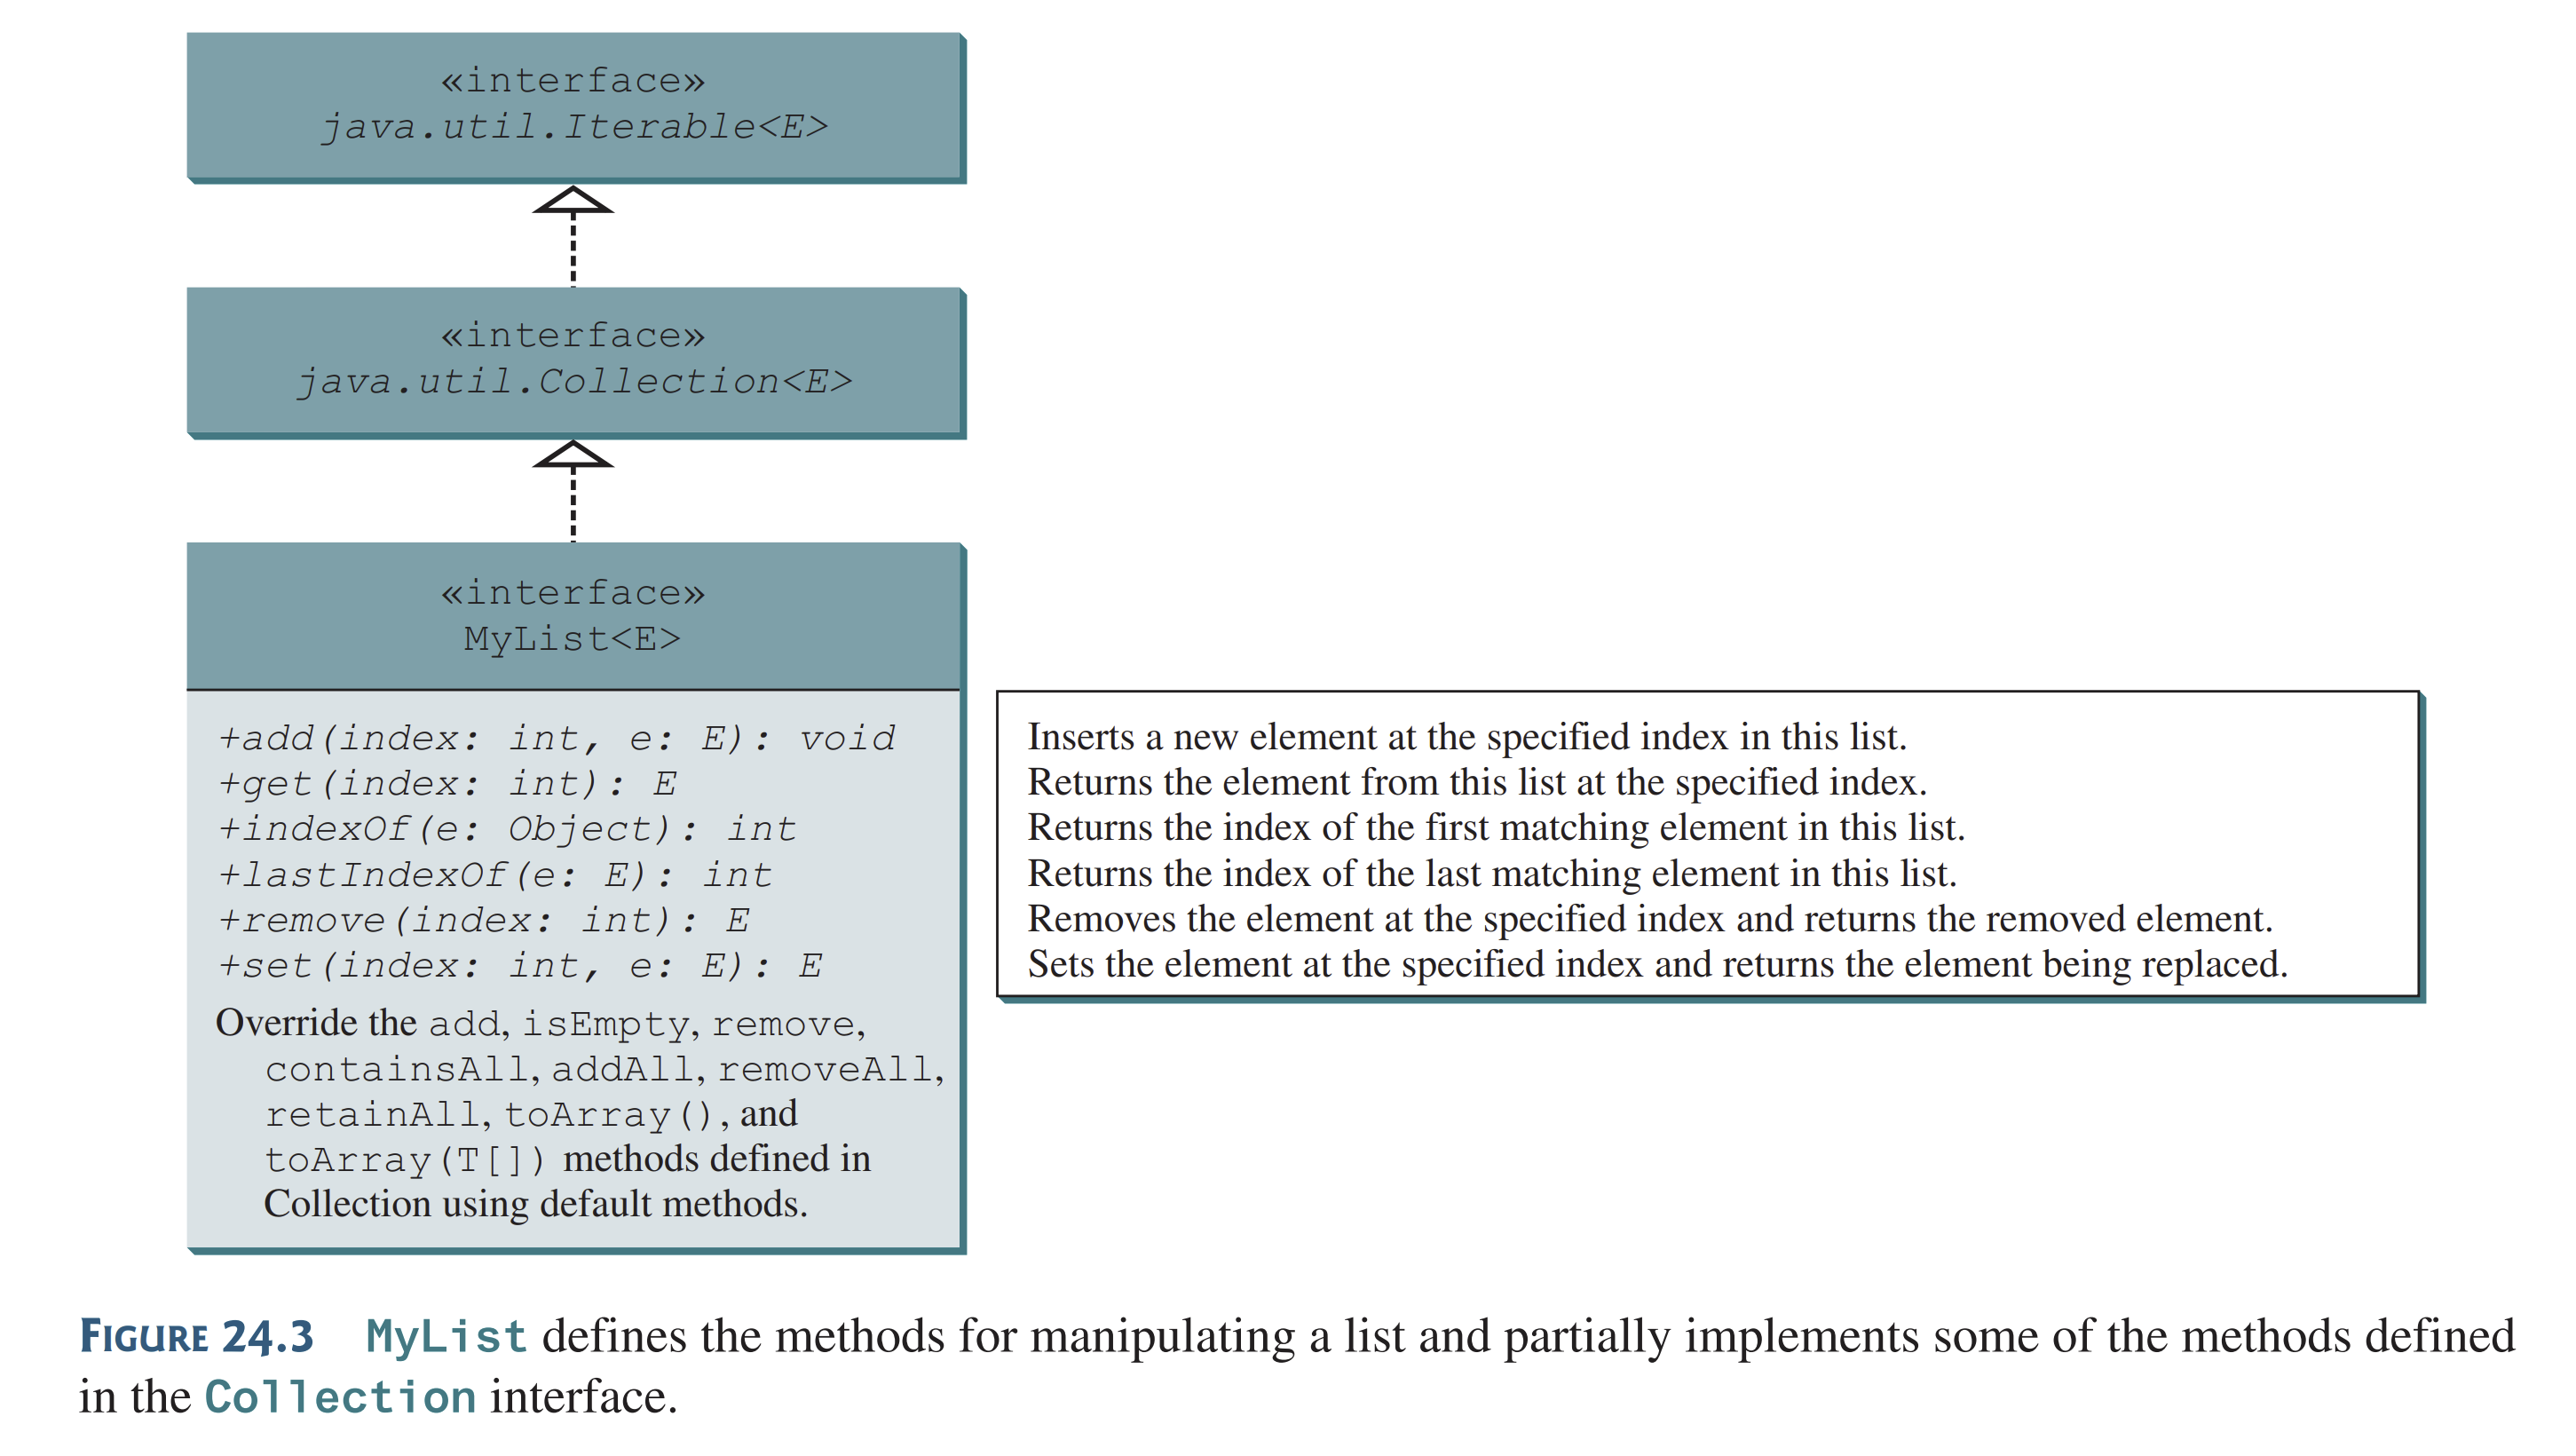 «interface»
java.util.Iterable<E>
«interface»
java.util.Collection<E>
«interface»
MyList<E>
+add(index: int, e: E): void
+get(index: int): E
+indexOf(e: Object): int
+lastIndexOf(e: E): int
+remove(index: int): E
+set(index: int, e: E): E
Override the add, isEmpty, remove,
containsAll, addAll, removeAll,
retainAll, toArray(), and
toArray(T[]) methods defined in
Collection using default methods.
Inserts a new element at the specified index in this list.
Returns the element from this list at the specified index.
Returns the index of the first matching element in this list.
Returns the index of the last matching element in this list.
Removes the element at the specified index and returns the removed element.
Sets the element at the specified index and returns the element being replaced.
FIGURE 24.3 MyList defines the methods for manipulating a list and partially implements some of the methods defined
in the Collection interface.